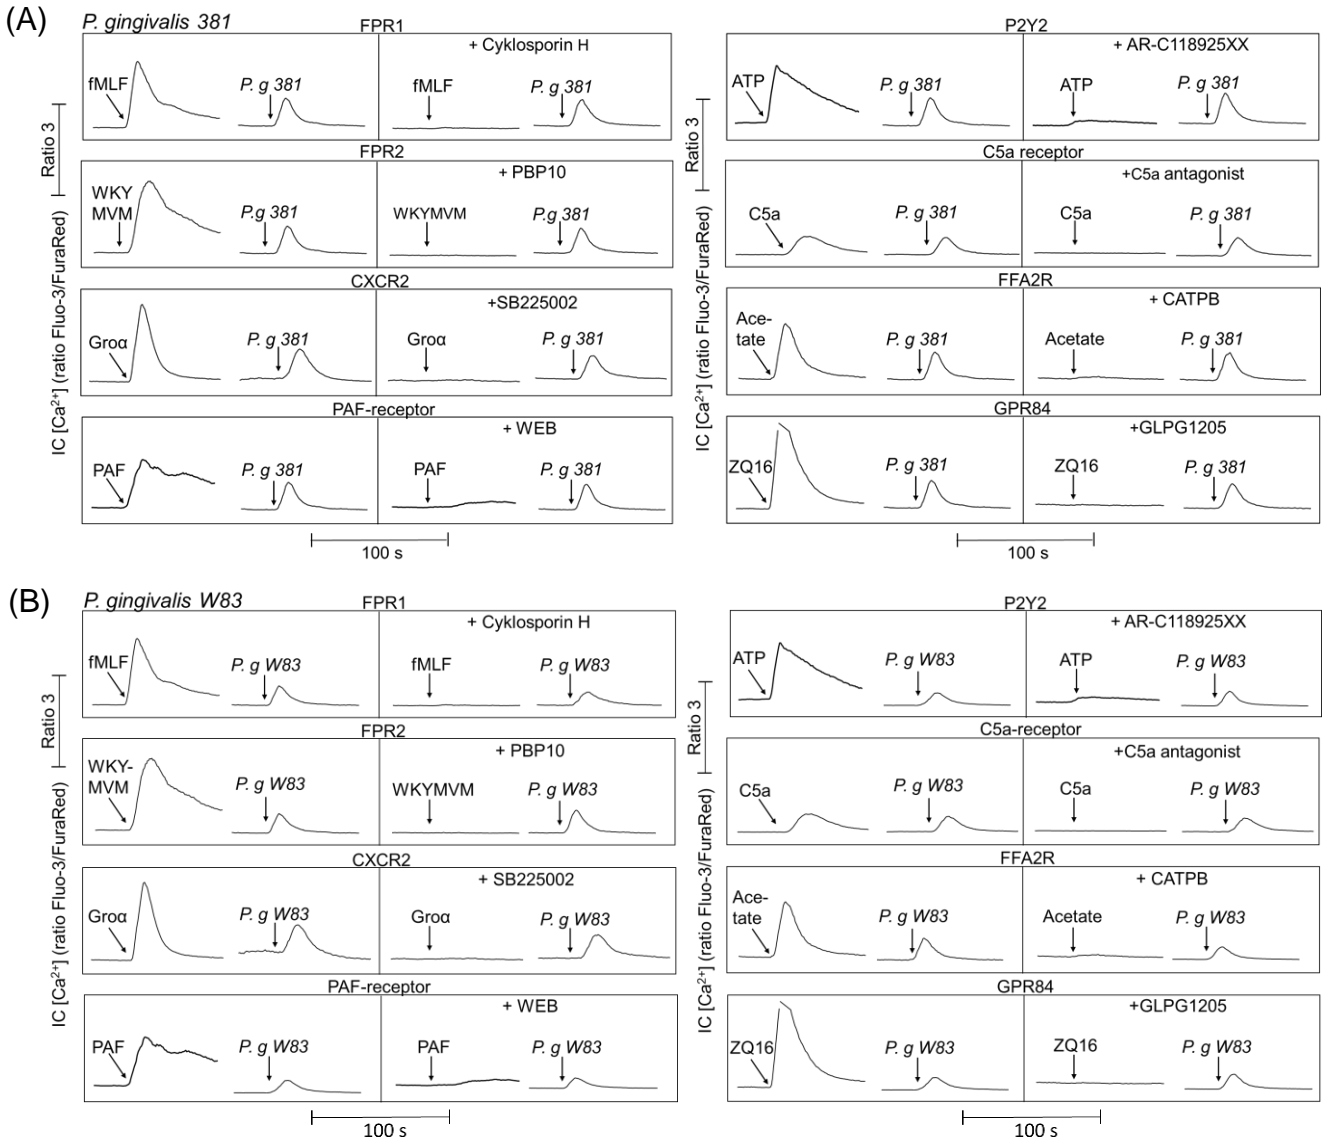 (A)
P. gingivalis 381
FPR1
+ Cyklosporin H
fMLF
P. g 381
fMLF
P. g 381
FPR2
+ PBP10
WKY
MVM
P.g 381
WKYMVM
P.g 381
CXCR2
+SB225002
Groα
P. g 381
Groα
P. g 381
PAF-receptor
+ WEB
PAF
P. g 381
PAF
P. g 381
Ratio 3
IC [Ca2+] (ratio Fluo-3/FuraRed)
100 s
P2Y2
+ AR-C118925XX
ATP
P. g 381
ATP
P. g 381
C5a receptor
+C5a antagonist
C5a
P. g 381
C5a
P. g 381
FFA2R
+ CATPB
Ace-
tate
P. g 381
Acetate
P. g 381
GPR84
+GLPG1205
ZQ16
P. g 381
ZQ16
P. g 381
Ratio 3
IC [Ca2+] (ratio Fluo-3/FuraRed)
100 s
(B)
P. gingivalis W83
FPR1
+ Cyklosporin H
fMLF
P. g W83
fMLF
P. g W83
FPR2
+ PBP10
WKY-
MVM
P. g W83
WKYMVM
P. g W83
CXCR2
+ SB225002
Groα
P. g W83
Groα
P. g W83
PAF-receptor
+ WEB
PAF
P. g W83
PAF
P. g W83
Ratio 3
IC [Ca2+] (ratio Fluo-3/FuraRed)
100 s
P2Y2
+ AR-C118925XX
ATP
P. g W83
ATP
P. g W83
C5a-receptor
+C5a antagonist
C5a
P. g W83
C5a
P. g W83
FFA2R
+ CATPB
Ace-
tate
P. g W83
Acetate
P. g W83
GPR84
+GLPG1205
ZQ16
P. g W83
ZQ16
P. g W83
Ratio 3
IC [Ca2+] (ratio Fluo-3/FuraRed)
100 s